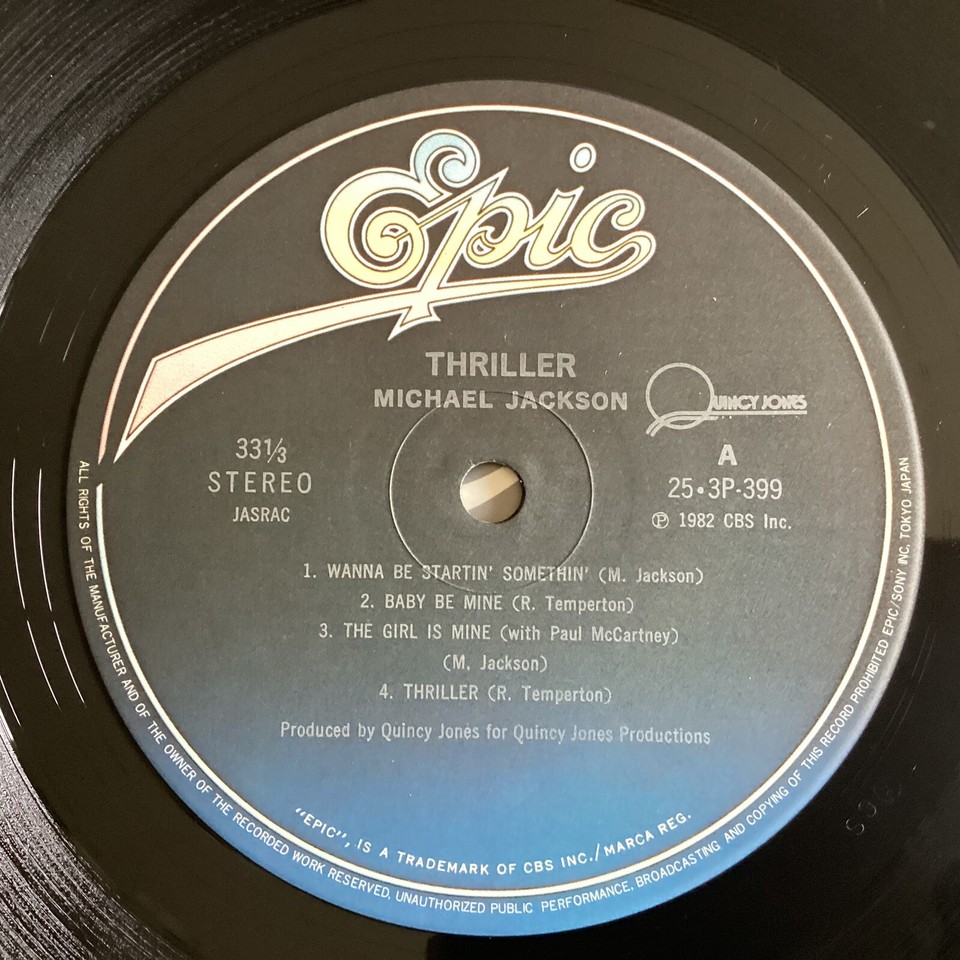 Epic
THRILLER
MICHAEL JACKSON
QUINCY JONES
33⅓
STEREO
JASRAC
A
25・3P-399
Ⓟ 1982 CBS Inc.
1. WANNA BE STARTIN' SOMETHIN' (M. Jackson)
2. BABY BE MINE (R. Temperton)
3. THE GIRL IS MINE (with Paul McCartney)
(M. Jackson)
4. THRILLER (R. Temperton)
Produced by Quincy Jones for Quincy Jones Productions
"EPIC", IS A TRADEMARK OF CBS INC./MARCA REG.
ALL RIGHTS OF THE MANUFACTURER AND OF THE OWNER OF THE RECORDED WORK RESERVED. UNAUTHORIZED PUBLIC PERFORMANCE, BROADCASTING AND COPYING OF THIS RECORD PROHIBITED EPIC/SONY INC. TOKYO JAPAN